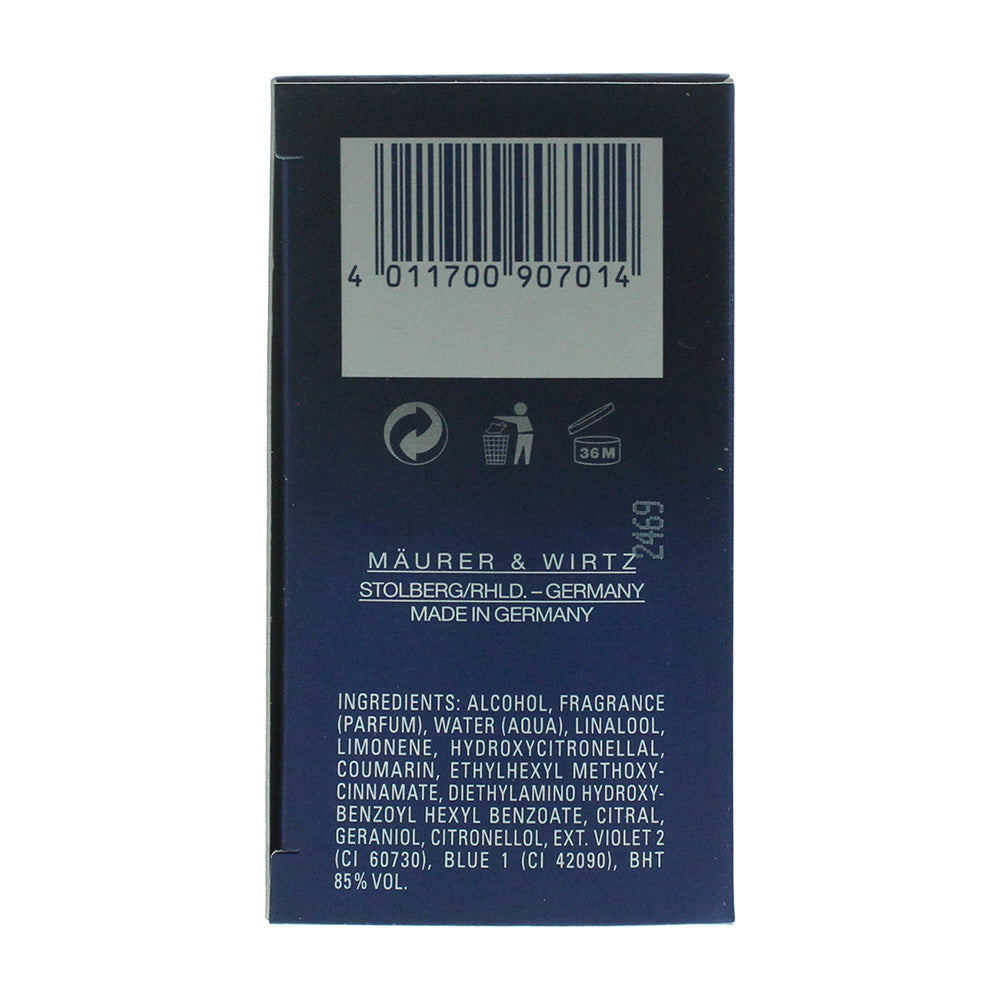 4 011700 907014
36 M
2469
MÄURER & WIRTZ
STOLBERG/RHLD. – GERMANY
MADE IN GERMANY
INGREDIENTS: ALCOHOL, FRAGRANCE
(PARFUM), WATER (AQUA), LINALOOL,
LIMONENE, HYDROXYCITRONELLAL,
COUMARIN, ETHYLHEXYL METHOXY-
CINNAMATE, DIETHYLAMINO HYDROXY-
BENZOYL HEXYL BENZOATE, CITRAL,
GERANIOL, CITRONELLOL, EXT. VIOLET 2
(CI 60730), BLUE 1 (CI 42090), BHT
85% VOL.